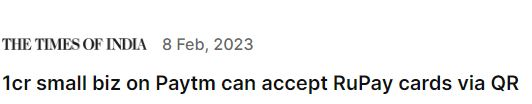 THE TIMES OF INDIA 8 Feb, 2023
1cr small biz on Paytm can accept RuPay cards via QR